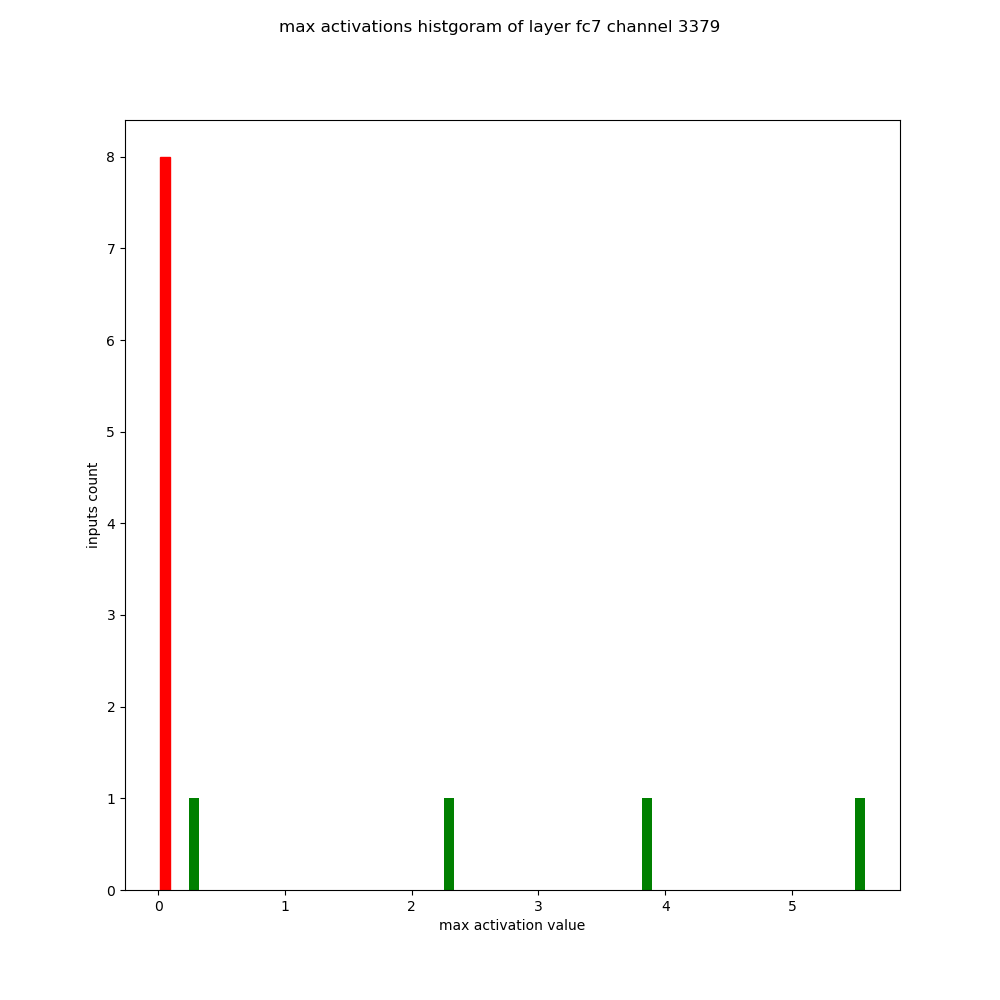 max activations histgoram of layer fc7 channel 3379
8
7
6
5
4
3
2
1
0
inputs count
0 1 2 3 4 5
max activation value